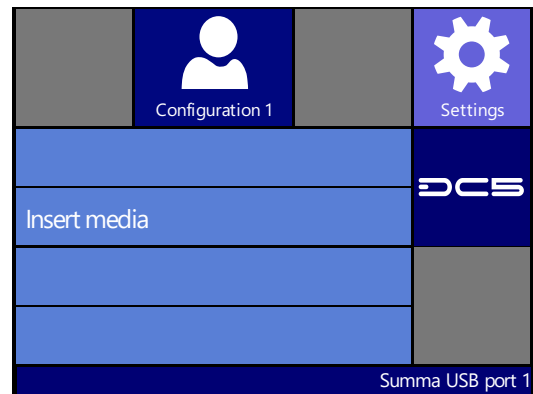 Configuration 1
Settings
DC5
Insert media
Summa USB port 1